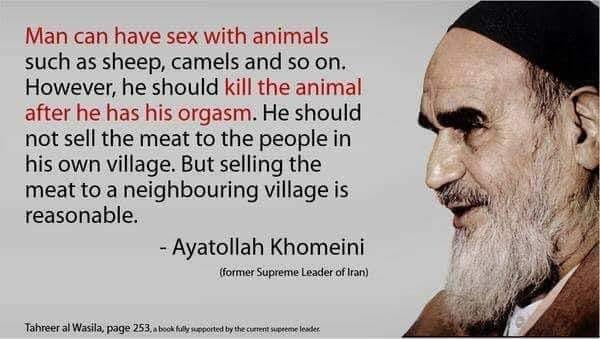 Man can have sex with animals
such as sheep, camels and so on.
However, he should kill the animal
after he has his orgasm. He should
not sell the meat to the people in
his own village. But selling the
meat to a neighbouring village is
reasonable.
- Ayatollah Khomeini
(former Supreme Leader of Iran)
Tahreer al Wasila, page 253, a book fully supported by the current supreme leader.